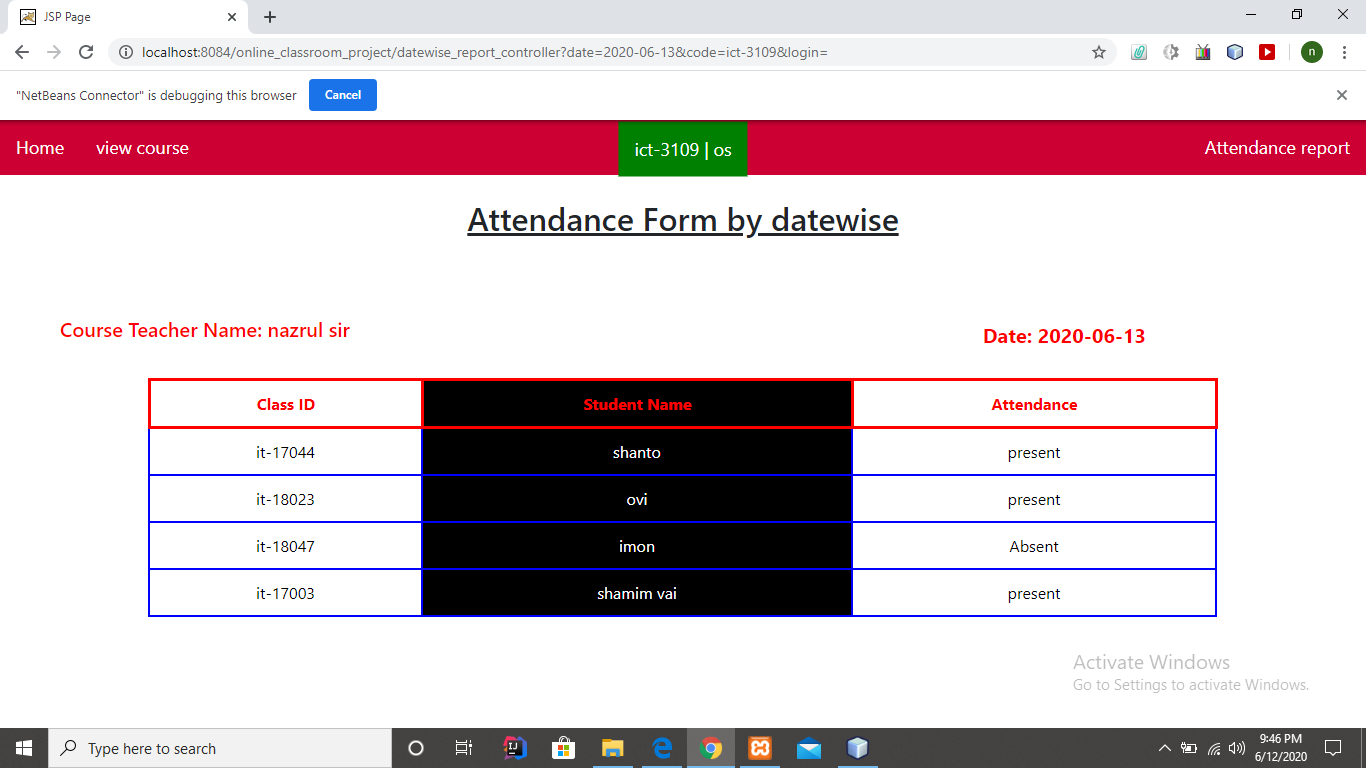 JSP Page
localhost:8084/online_classroom_project/datewise_report_controller?date=2020-06-13&code=ict-3109&login=
n
"NetBeans Connector" is debugging this browser Cancel
Home view course ict-3109 | os Attendance report
Attendance Form by datewise
Course Teacher Name: nazrul sir
Date: 2020-06-13
Class ID Student Name Attendance
it-17044 shanto present
it-18023 ovi present
it-18047 imon Absent
it-17003 shamim vai present
Activate Windows
Go to Settings to activate Windows.
Type here to search
9:46 PM
6/12/2020